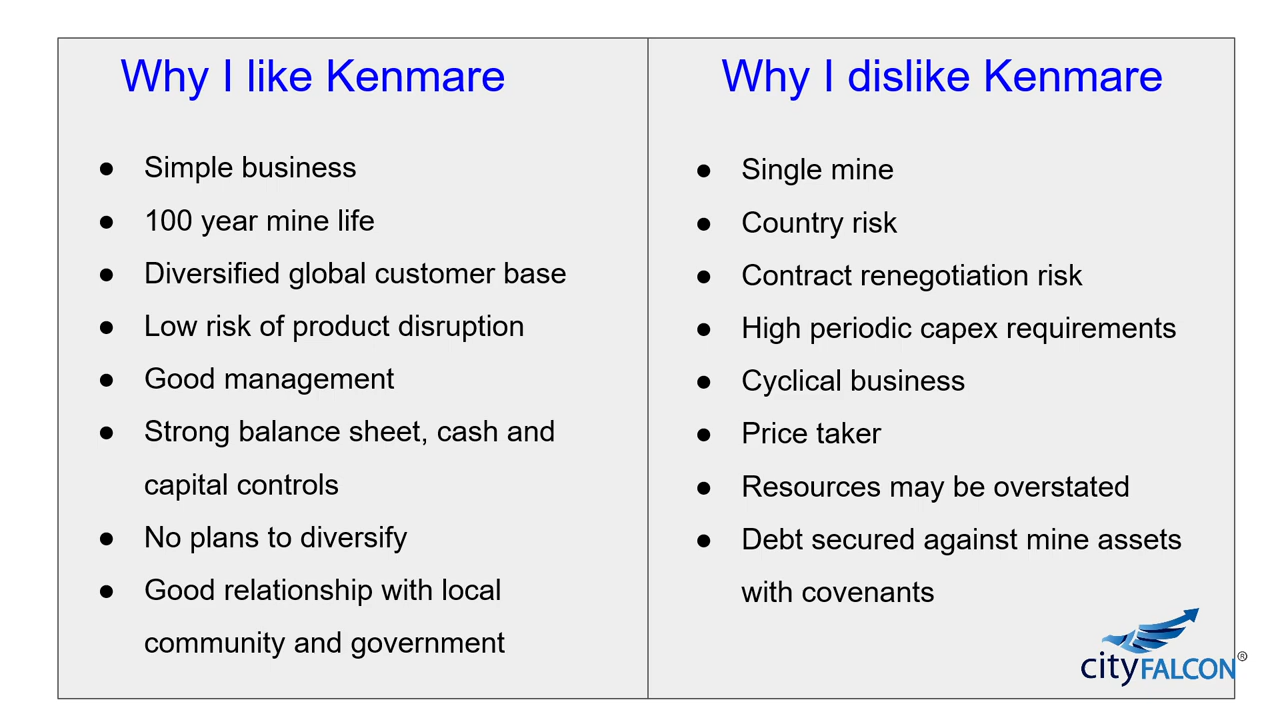 Why I like Kenmare
● Simple business
● 100 year mine life
● Diversified global customer base
● Low risk of product disruption
● Good management
● Strong balance sheet, cash and
capital controls
● No plans to diversify
● Good relationship with local
community and government
Why I dislike Kenmare
● Single mine
● Country risk
● Contract renegotiation risk
● High periodic capex requirements
● Cyclical business
● Price taker
● Resources may be overstated
● Debt secured against mine assets
with covenants
cityFALCON®